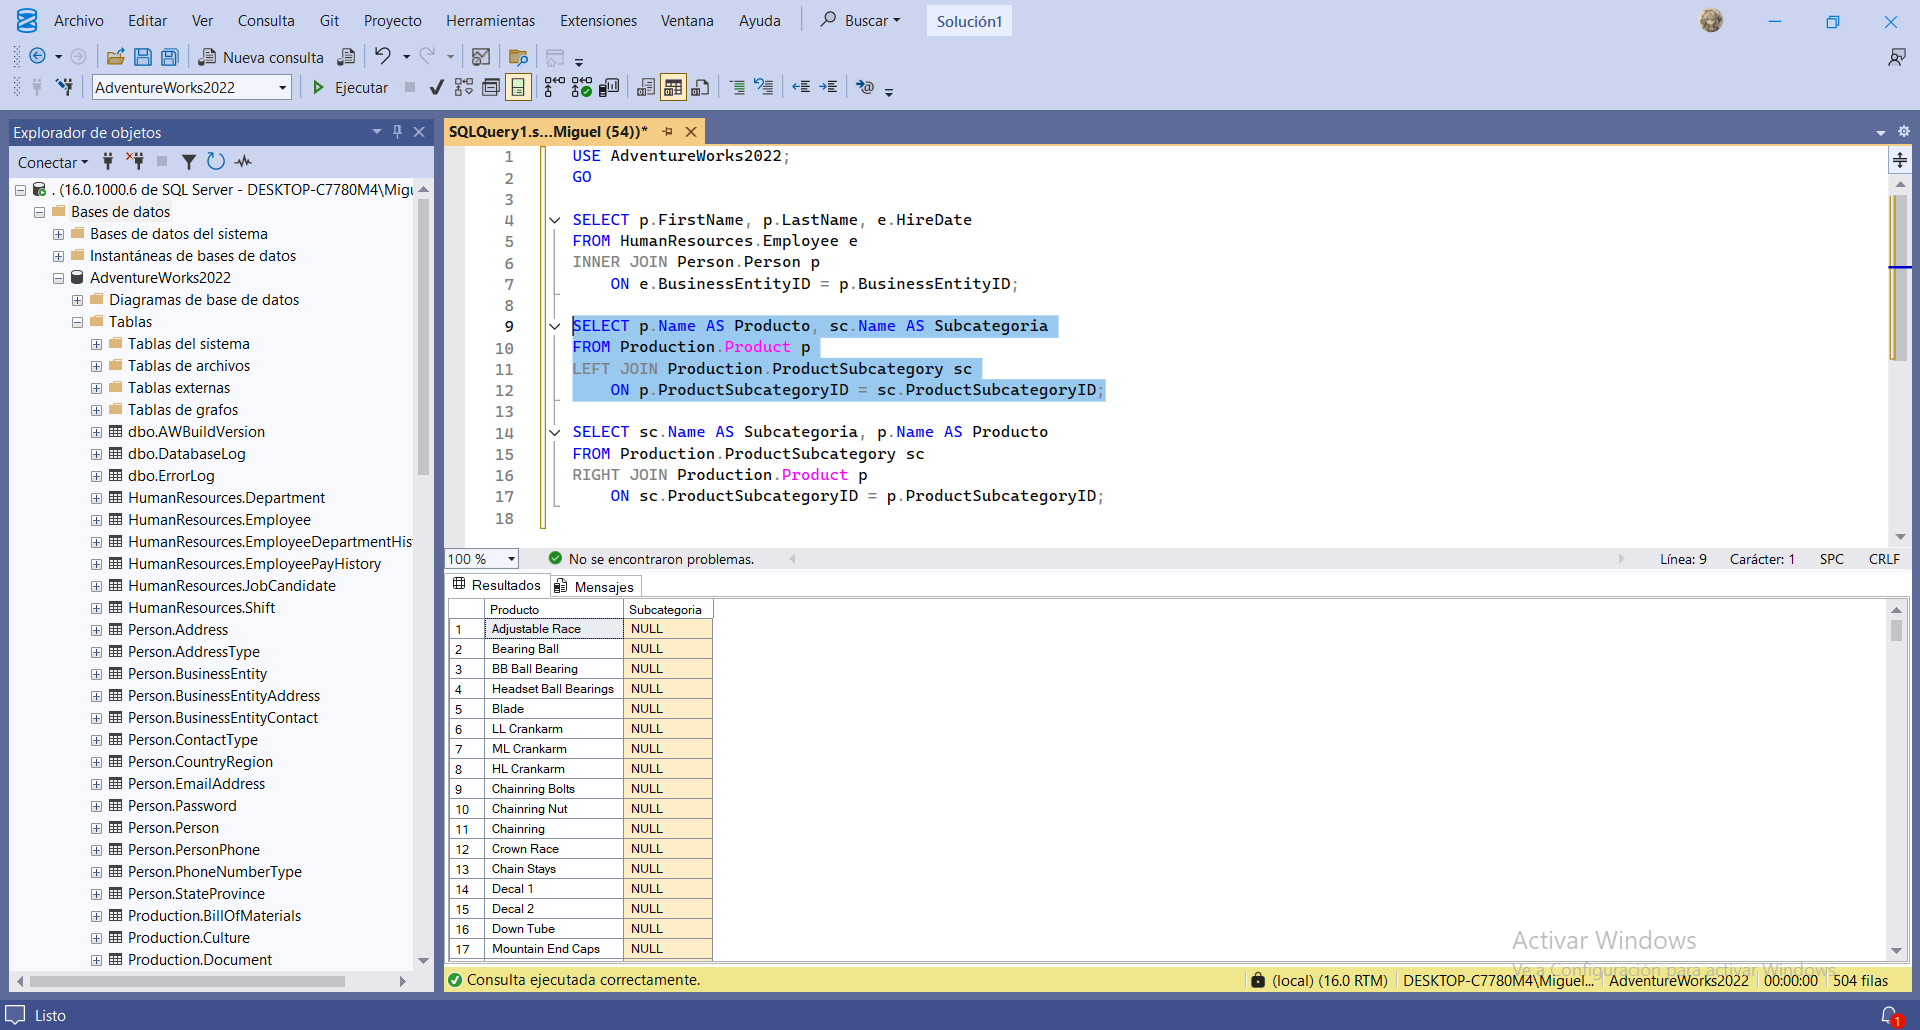 Archivo Editar Ver Consulta Git Proyecto Herramientas Extensiones Ventana Ayuda Buscar Solución1
Nueva consulta
AdventureWorks2022 Ejecutar
Explorador de objetos
Conectar
. (16.0.1000.6 de SQL Server - DESKTOP-C7780M4\Migu
Bases de datos
Bases de datos del sistema
Instantáneas de bases de datos
AdventureWorks2022
Diagramas de base de datos
Tablas
Tablas del sistema
Tablas de archivos
Tablas externas
Tablas de grafos
dbo.AWBuildVersion
dbo.DatabaseLog
dbo.ErrorLog
HumanResources.Department
HumanResources.Employee
HumanResources.EmployeeDepartmentHis
HumanResources.EmployeePayHistory
HumanResources.JobCandidate
HumanResources.Shift
Person.Address
Person.AddressType
Person.BusinessEntity
Person.BusinessEntityAddress
Person.BusinessEntityContact
Person.ContactType
Person.CountryRegion
Person.EmailAddress
Person.Password
Person.Person
Person.PersonPhone
Person.PhoneNumberType
Person.StateProvince
Production.BillOfMaterials
Production.Culture
Production.Document
SQLQuery1.s...Miguel (54))*
1 USE AdventureWorks2022;
2 GO
3
4 SELECT p.FirstName, p.LastName, e.HireDate
5 FROM HumanResources.Employee e
6 INNER JOIN Person.Person p
7 ON e.BusinessEntityID = p.BusinessEntityID;
8
9 SELECT p.Name AS Producto, sc.Name AS Subcategoria
10 FROM Production.Product p
11 LEFT JOIN Production.ProductSubcategory sc
12 ON p.ProductSubcategoryID = sc.ProductSubcategoryID;
13
14 SELECT sc.Name AS Subcategoria, p.Name AS Producto
15 FROM Production.ProductSubcategory sc
16 RIGHT JOIN Production.Product p
17 ON sc.ProductSubcategoryID = p.ProductSubcategoryID;
18
100 % No se encontraron problemas. Línea: 9 Carácter: 1 SPC CRLF
Resultados Mensajes
Producto Subcategoria
1 Adjustable Race NULL
2 Bearing Ball NULL
3 BB Ball Bearing NULL
4 Headset Ball Bearings NULL
5 Blade NULL
6 LL Crankarm NULL
7 ML Crankarm NULL
8 HL Crankarm NULL
9 Chainring Bolts NULL
10 Chainring Nut NULL
11 Chainring NULL
12 Crown Race NULL
13 Chain Stays NULL
14 Decal 1 NULL
15 Decal 2 NULL
16 Down Tube NULL
17 Mountain End Caps NULL
Activar Windows
Ve a Configuración para activar Windows.
Consulta ejecutada correctamente. (local) (16.0 RTM) DESKTOP-C7780M4\Miguel... AdventureWorks2022 00:00:00 504 filas
Listo 1